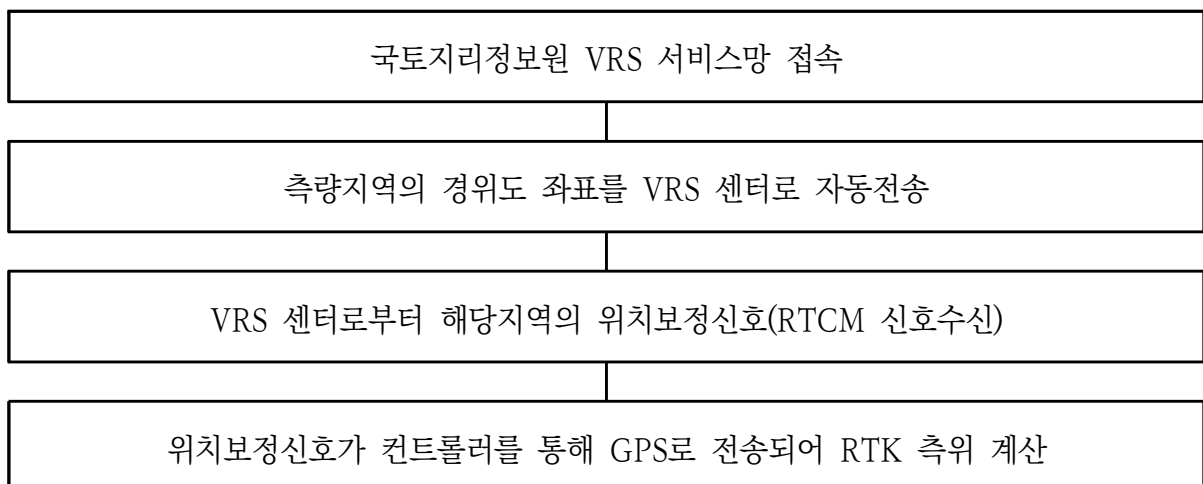 국토지리정보원 VRS 서비스망 접속
측량지역의 경위도 좌표를 VRS 센터로 자동전송
VRS 센터로부터 해당지역의 위치보정신호(RTCM 신호수신)
위치보정신호가 컨트롤러를 통해 GPS로 전송되어 RTK 측위 계산